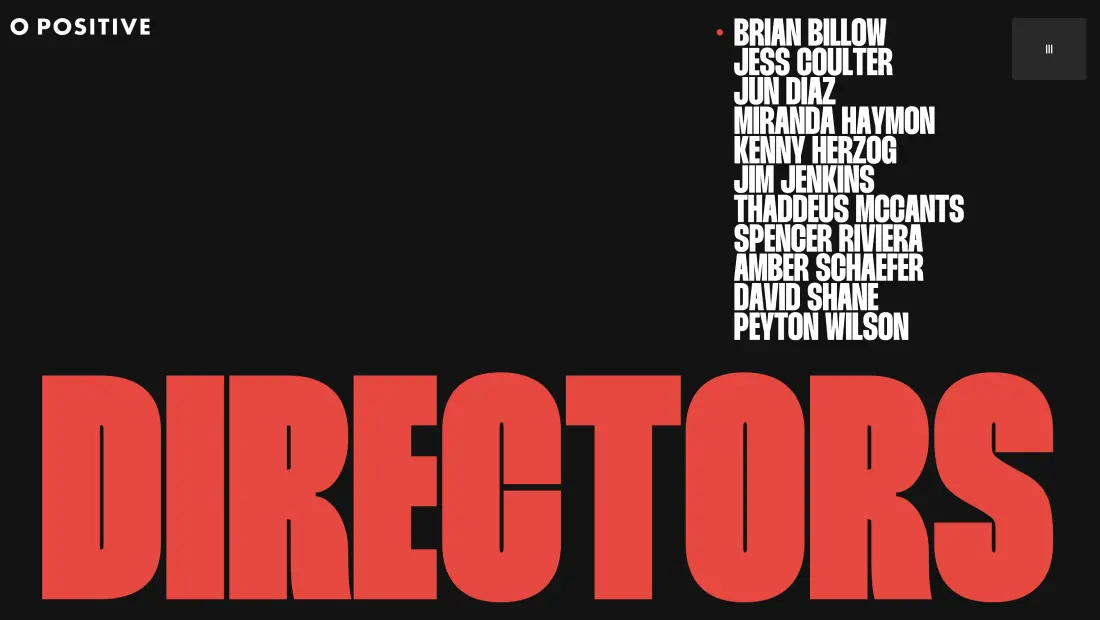 O POSITIVE
BRIAN BILLOW
JESS COULTER
JUN DIAZ
MIRANDA HAYMON
KENNY HERZOG
JIM JENKINS
THADDEUS MCCANTS
SPENCER RIVIERA
AMBER SCHAEFER
DAVID SHANE
PEYTON WILSON
DIRECTORS